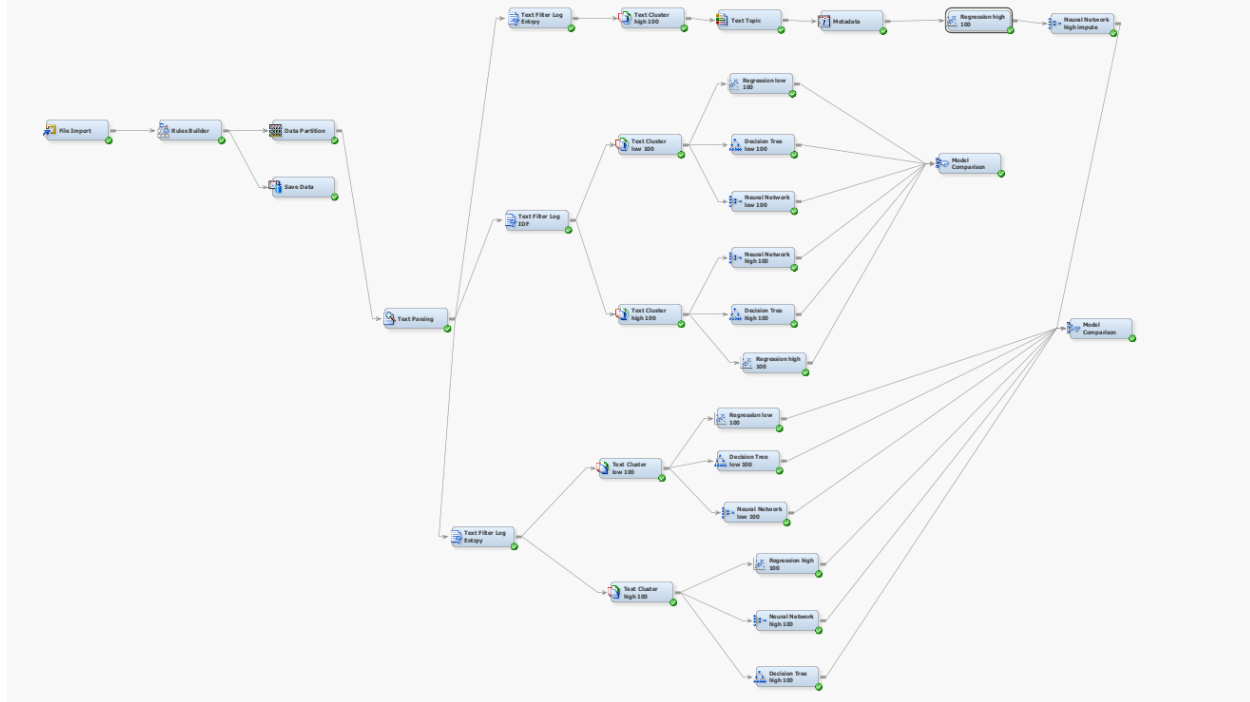 Text Filter Log
Entrpy
Text Cluster
high 100
Text Topic
Metadata
Regression high
100
Neural Network
high impute
Regression low
100
File Import
Rules Builder
Data Partition
Text Cluster
low 100
Decision Tree
low 100
Model
Comparison
Save Data
Neural Network
low 100
Text Filter Log
IDF
Neural Network
high 100
Text Parsing
Text Cluster
high 100
Decision Tree
high 100
Model
Comparison
Regression high
100
Regression low
100
Text Cluster
low 100
Decision Tree
low 100
Neural Network
low 100
Text Filter Log
Entrpy
Regression high
100
Text Cluster
high 100
Neural Network
high 100
Decision Tree
high 100